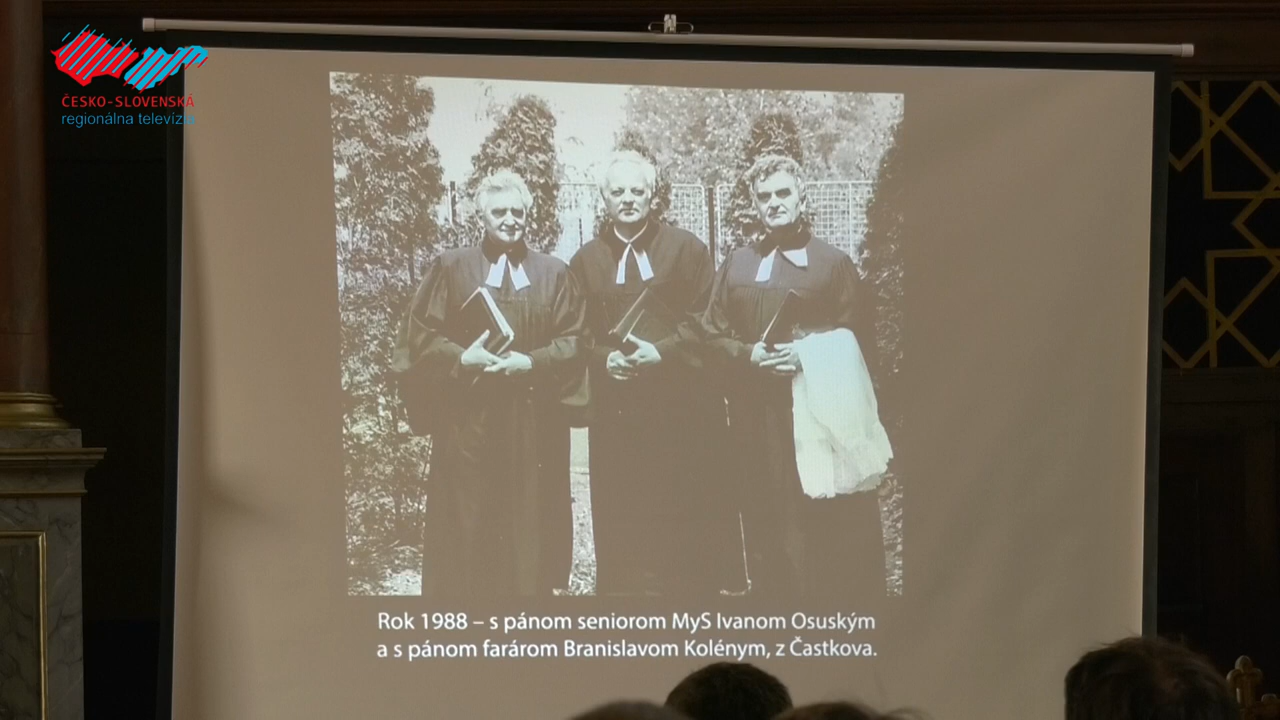 ČESKO-SLOVENSKÁ
regionálna televízia
Rok 1988 – s pánom seniorom MyS Ivanom Osuským
a s pánom farárom Branislavom Kolénym, z Častkova.